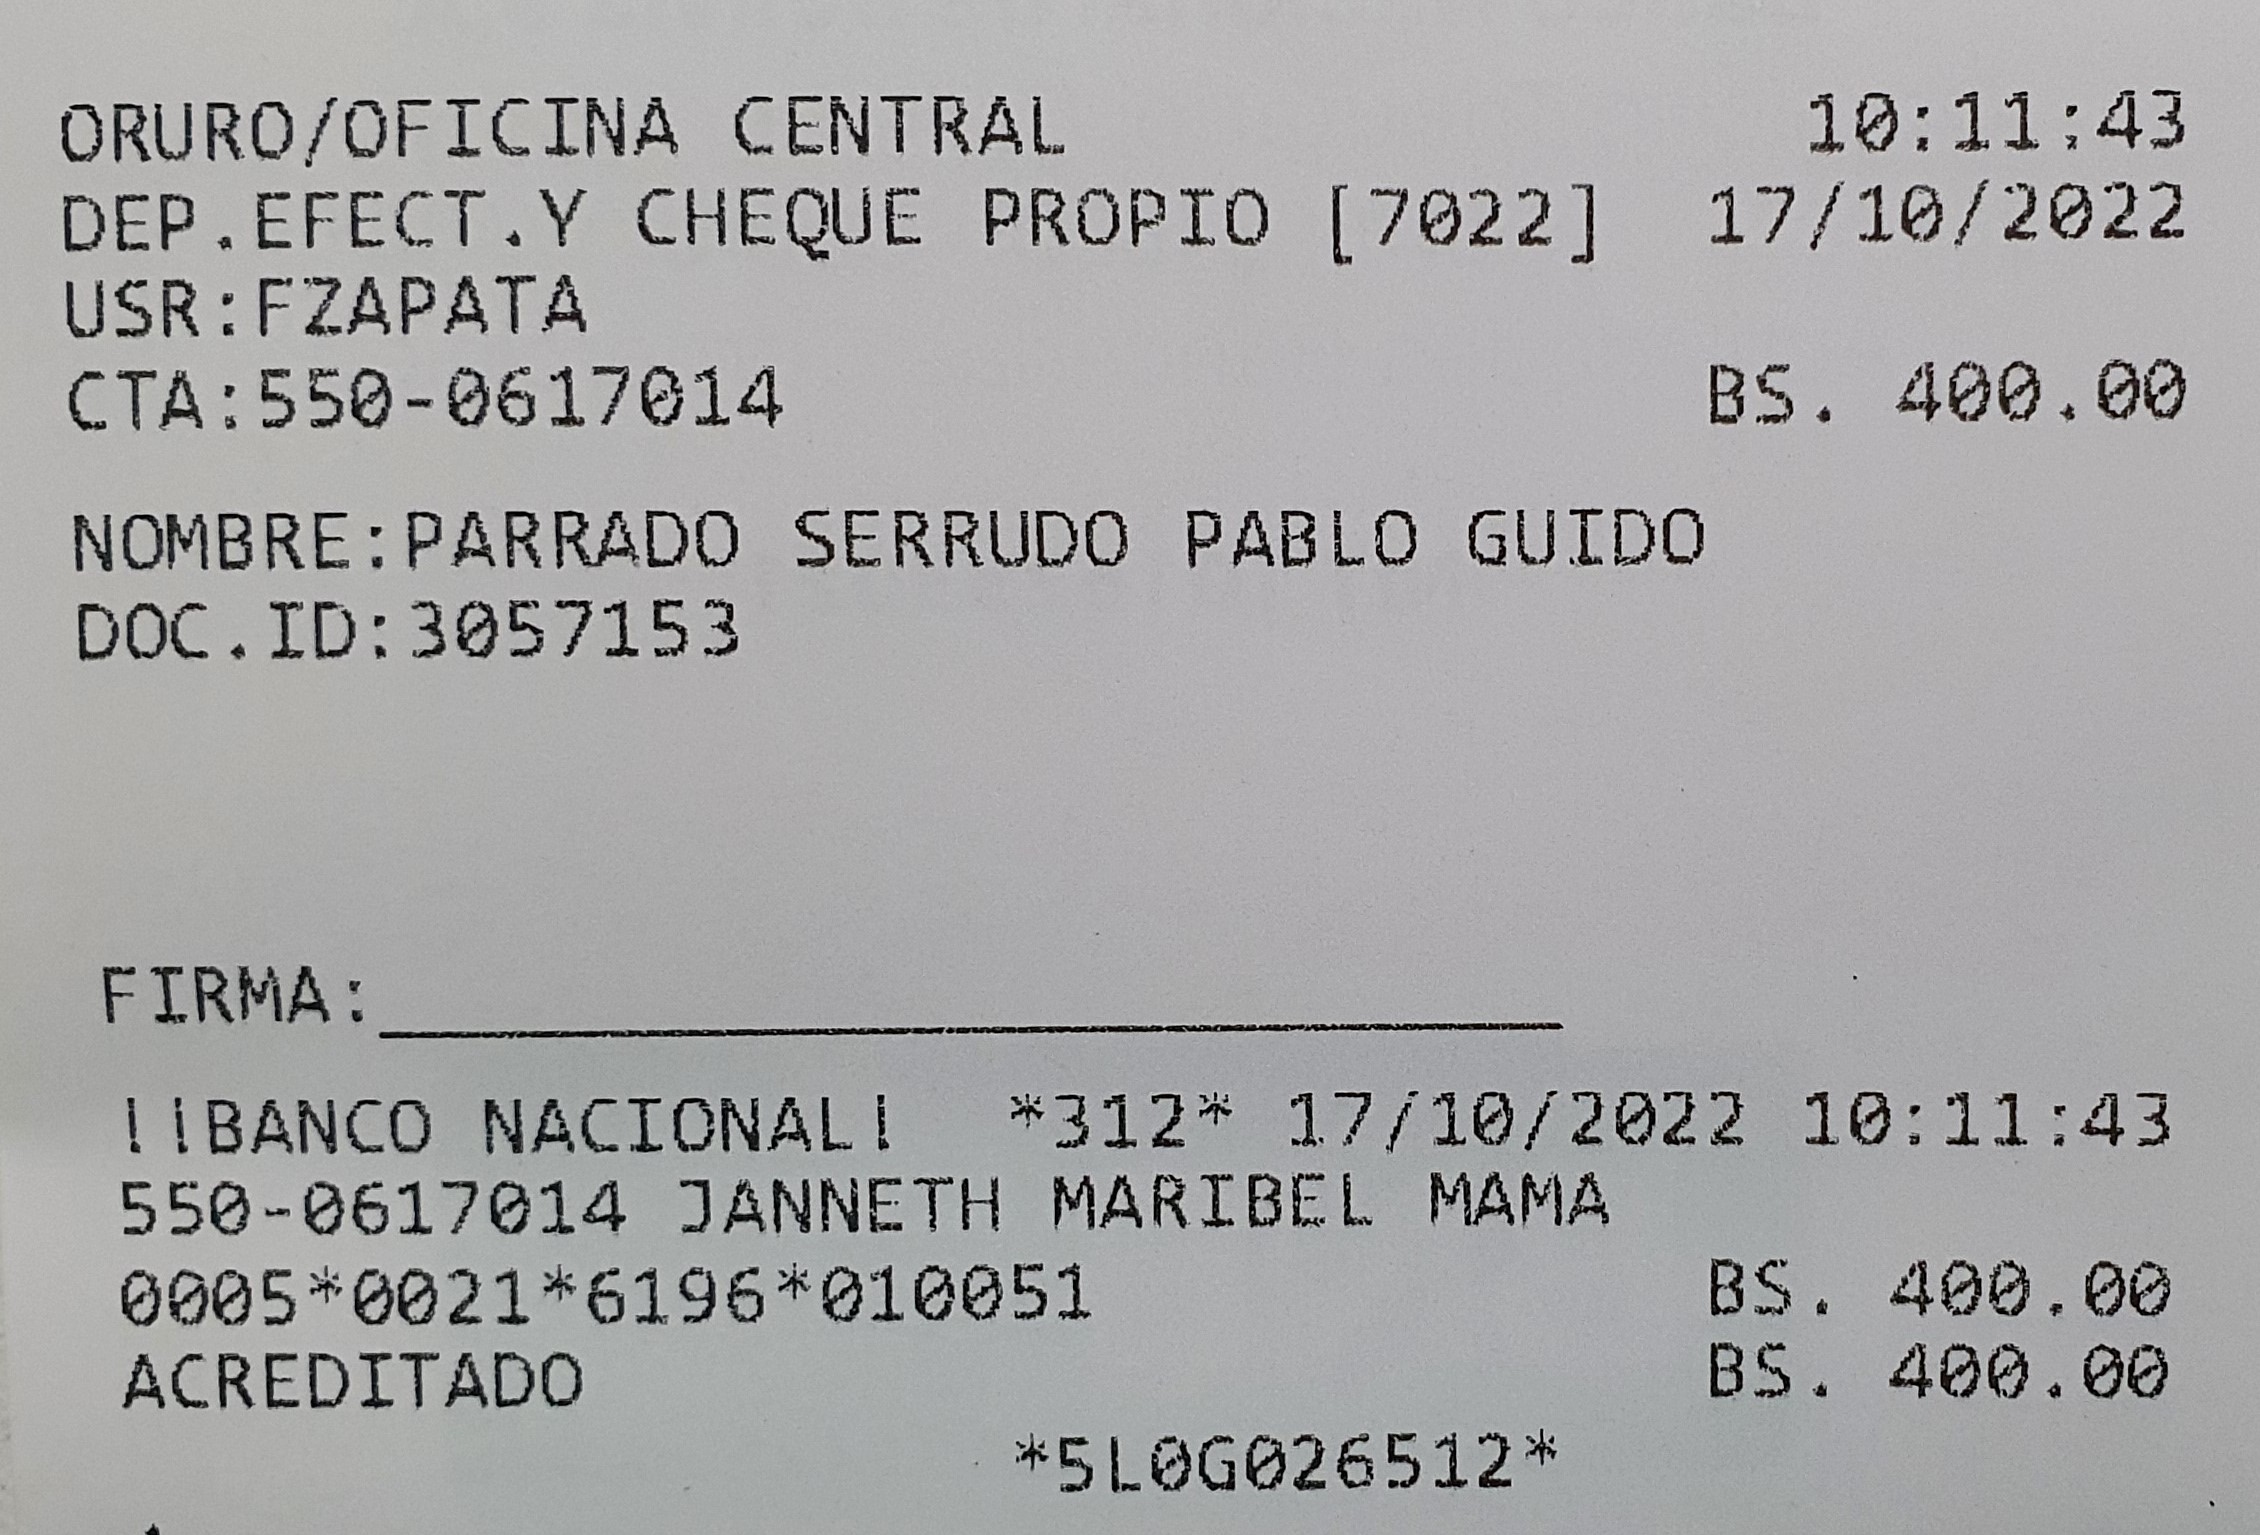 ORURO/OFICINA CENTRAL 10:11:43
DEP.EFECT.Y CHEQUE PROPIO [7022] 17/10/2022
USR:FZAPATA
CTA:550-0617014 BS. 400.00
NOMBRE:PARRADO SERRUDO PABLO GUIDO
DOC.ID:3057153
FIRMA:
!!BANCO NACIONAL! *312* 17/10/2022 10:11:43
550-0617014 JANNETH MARIBEL MAMA
0005*0021*6196*010051 BS. 400.00
ACREDITADO BS. 400.00
*5L0G026512*